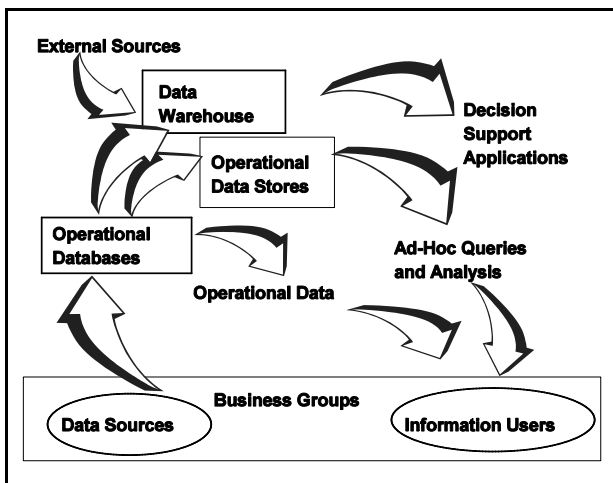 External Sources
Data
Warehouse
Decision
Support
Applications
Operational
Data Stores
Operational
Databases
Ad-Hoc Queries
and Analysis
Operational Data
Business Groups
Data Sources
Information Users